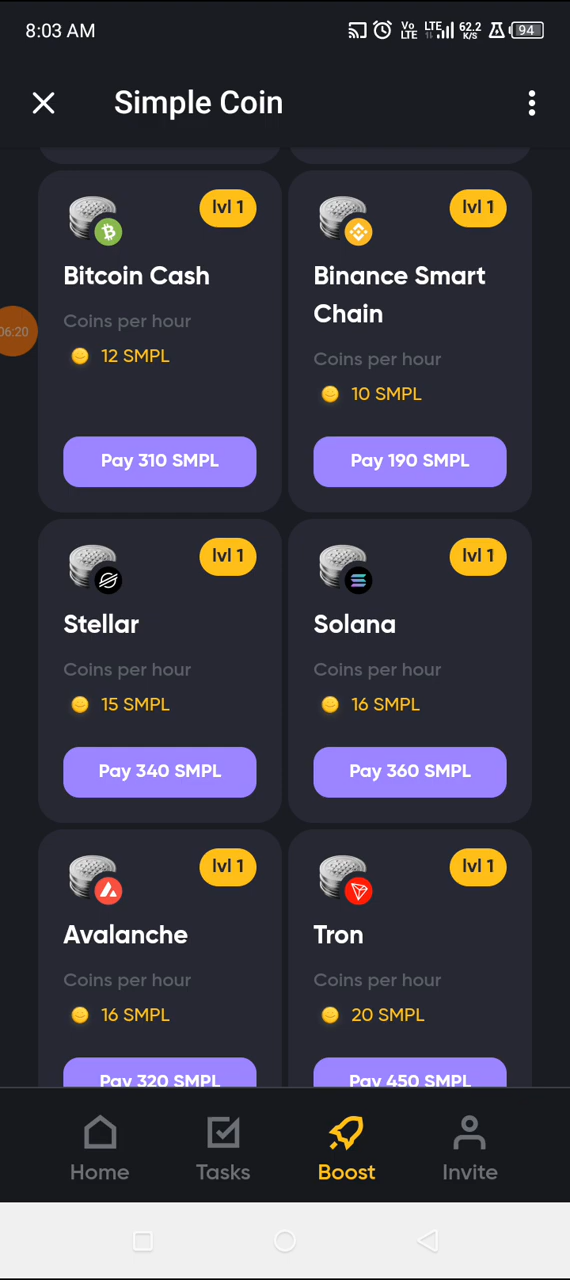 8:03 AM
Vo LTE LTE 62.2 K/S 94
Simple Coin
lvl 1
Bitcoin Cash
Coins per hour
12 SMPL
Pay 310 SMPL
lvl 1
Binance Smart
Chain
Coins per hour
10 SMPL
Pay 190 SMPL
06:20
lvl 1
Stellar
Coins per hour
15 SMPL
Pay 340 SMPL
lvl 1
Solana
Coins per hour
16 SMPL
Pay 360 SMPL
lvl 1
Avalanche
Coins per hour
16 SMPL
Pay 320 SMPL
lvl 1
Tron
Coins per hour
20 SMPL
Pay 450 SMPL
Home
Tasks
Boost
Invite